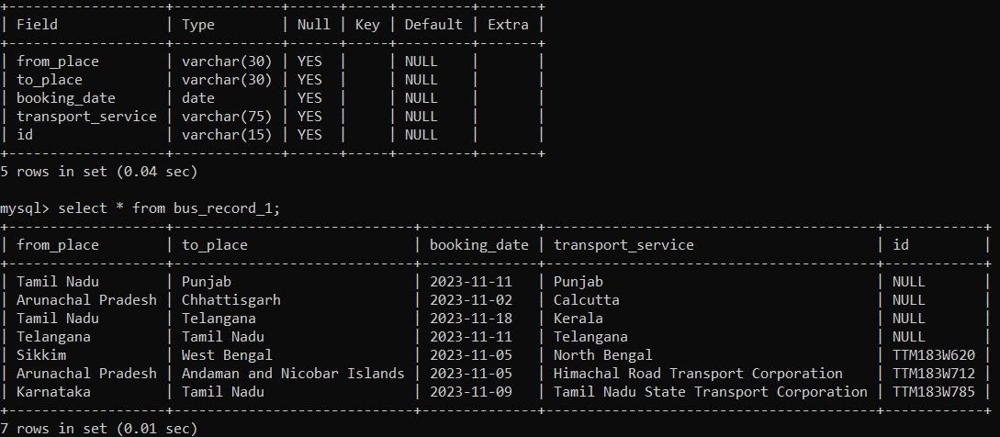 +-------------------+-------------+------+-----+---------+-------+
| Field             | Type        | Null | Key | Default | Extra |
+-------------------+-------------+------+-----+---------+-------+
| from_place        | varchar(30) | YES  |     | NULL    |       |
| to_place          | varchar(30) | YES  |     | NULL    |       |
| booking_date      | date        | YES  |     | NULL    |       |
| transport_service | varchar(75) | YES  |     | NULL    |       |
| id                | varchar(15) | YES  |     | NULL    |       |
+-------------------+-------------+------+-----+---------+-------+
5 rows in set (0.04 sec)
mysql> select * from bus_record_1;
+-------------------+-----------------------------+--------------+----------------------------------------+------------+
| from_place        | to_place                    | booking_date | transport_service                      | id         |
+-------------------+-----------------------------+--------------+----------------------------------------+------------+
| Tamil Nadu        | Punjab                      | 2023-11-11   | Punjab                                 | NULL       |
| Arunachal Pradesh | Chhattisgarh                | 2023-11-02   | Calcutta                               | NULL       |
| Tamil Nadu        | Telangana                   | 2023-11-18   | Kerala                                 | NULL       |
| Telangana         | Tamil Nadu                  | 2023-11-11   | Telangana                              | NULL       |
| Sikkim            | West Bengal                 | 2023-11-05   | North Bengal                           | TTM183W620 |
| Arunachal Pradesh | Andaman and Nicobar Islands | 2023-11-05   | Himachal Road Transport Corporation    | TTM183W712 |
| Karnataka         | Tamil Nadu                  | 2023-11-09   | Tamil Nadu State Transport Corporation | TTM183W785 |
+-------------------+-----------------------------+--------------+----------------------------------------+------------+
7 rows in set (0.01 sec)